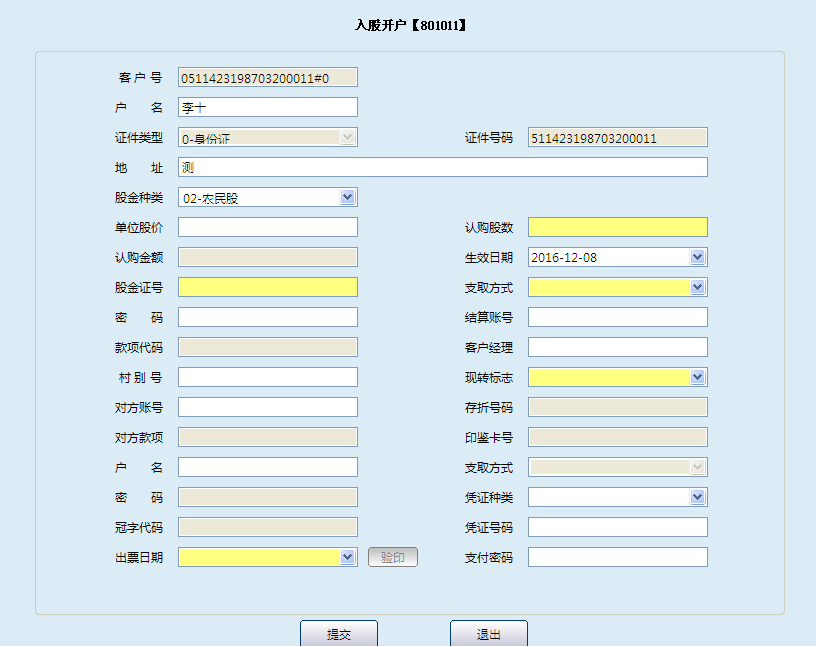 入股开户【801011】
客 户 号 0511423198703200011#0
户 名 李十
证件类型 0-身份证 证件号码 511423198703200011
地 址 测
股金种类 02-农民股
单位股价 认购股数
认购金额 生效日期 2016-12-08
股金证号 支取方式
密 码 结算账号
款项代码 客户经理
村 别 号 现转标志
对方账号 存折号码
对方款项 印鉴卡号
户 名 支取方式
密 码 凭证种类
冠字代码 凭证号码
出票日期 验印 支付密码
提交 退出